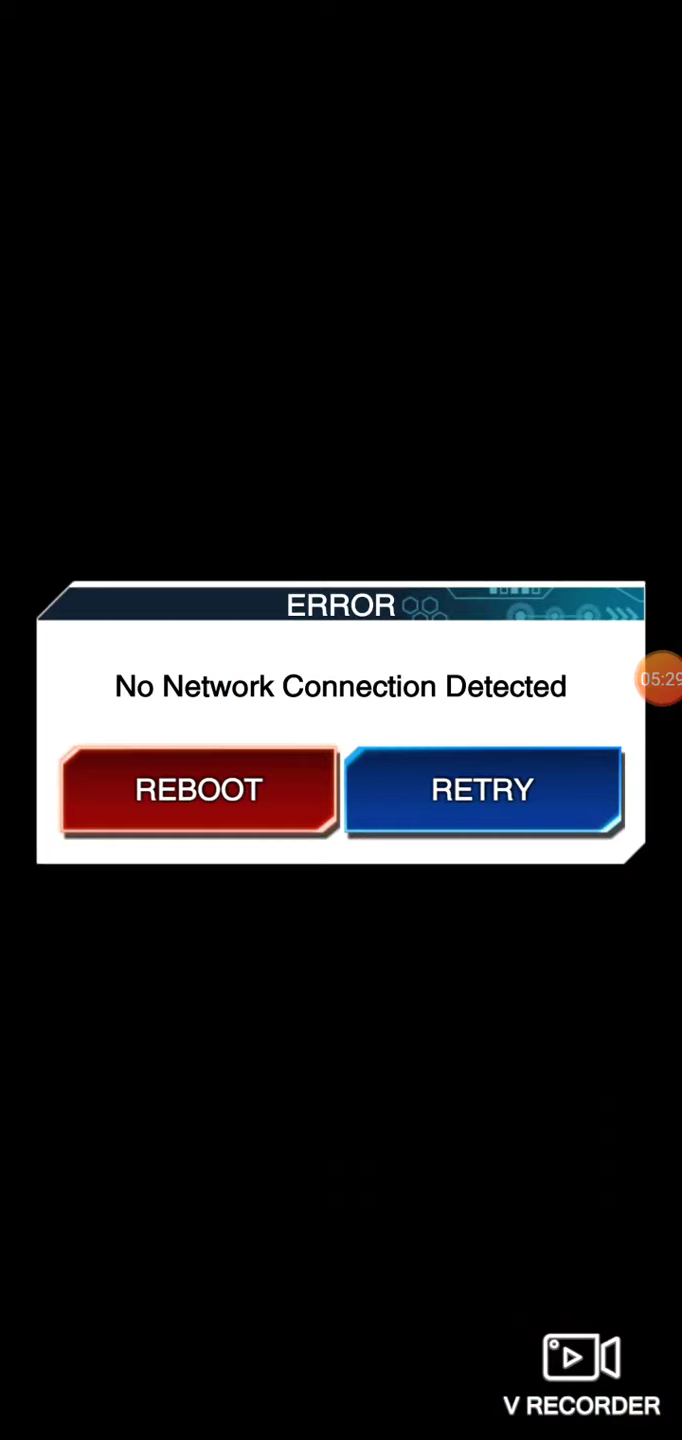 ERROR
No Network Connection Detected
05:29
REBOOT RETRY
V RECORDER